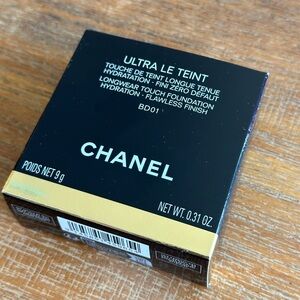 ULTRA LE TEINT
TOUCHE DE TEINT LONGUE TENUE
HYDRATATION - FINI ZÉRO DÉFAUT
LONGWEAR TOUCH FOUNDATION
HYDRATION - FLAWLESS FINISH
BD01
CHANEL
POIDS NET 9 g
NET WT. 0.31 OZ.